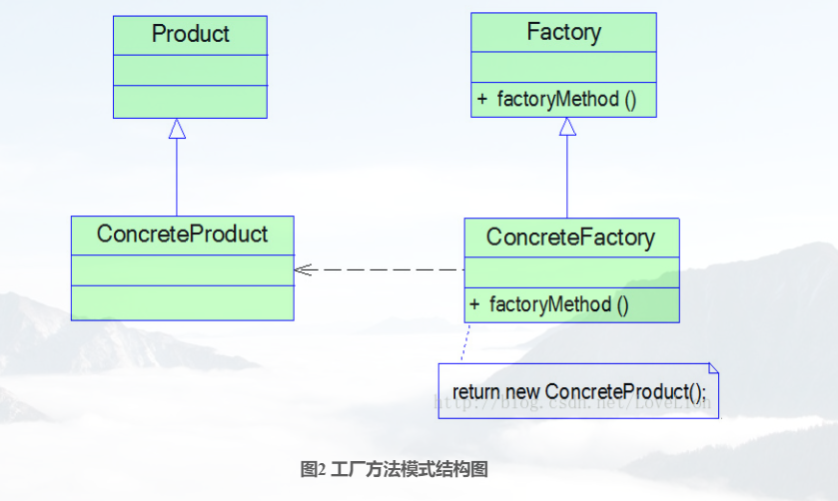 Product
Factory
+ factoryMethod ()
ConcreteProduct
ConcreteFactory
+ factoryMethod ()
return new ConcreteProduct();
http://blog.csdn.net/LoveLion
图2 工厂方法模式结构图